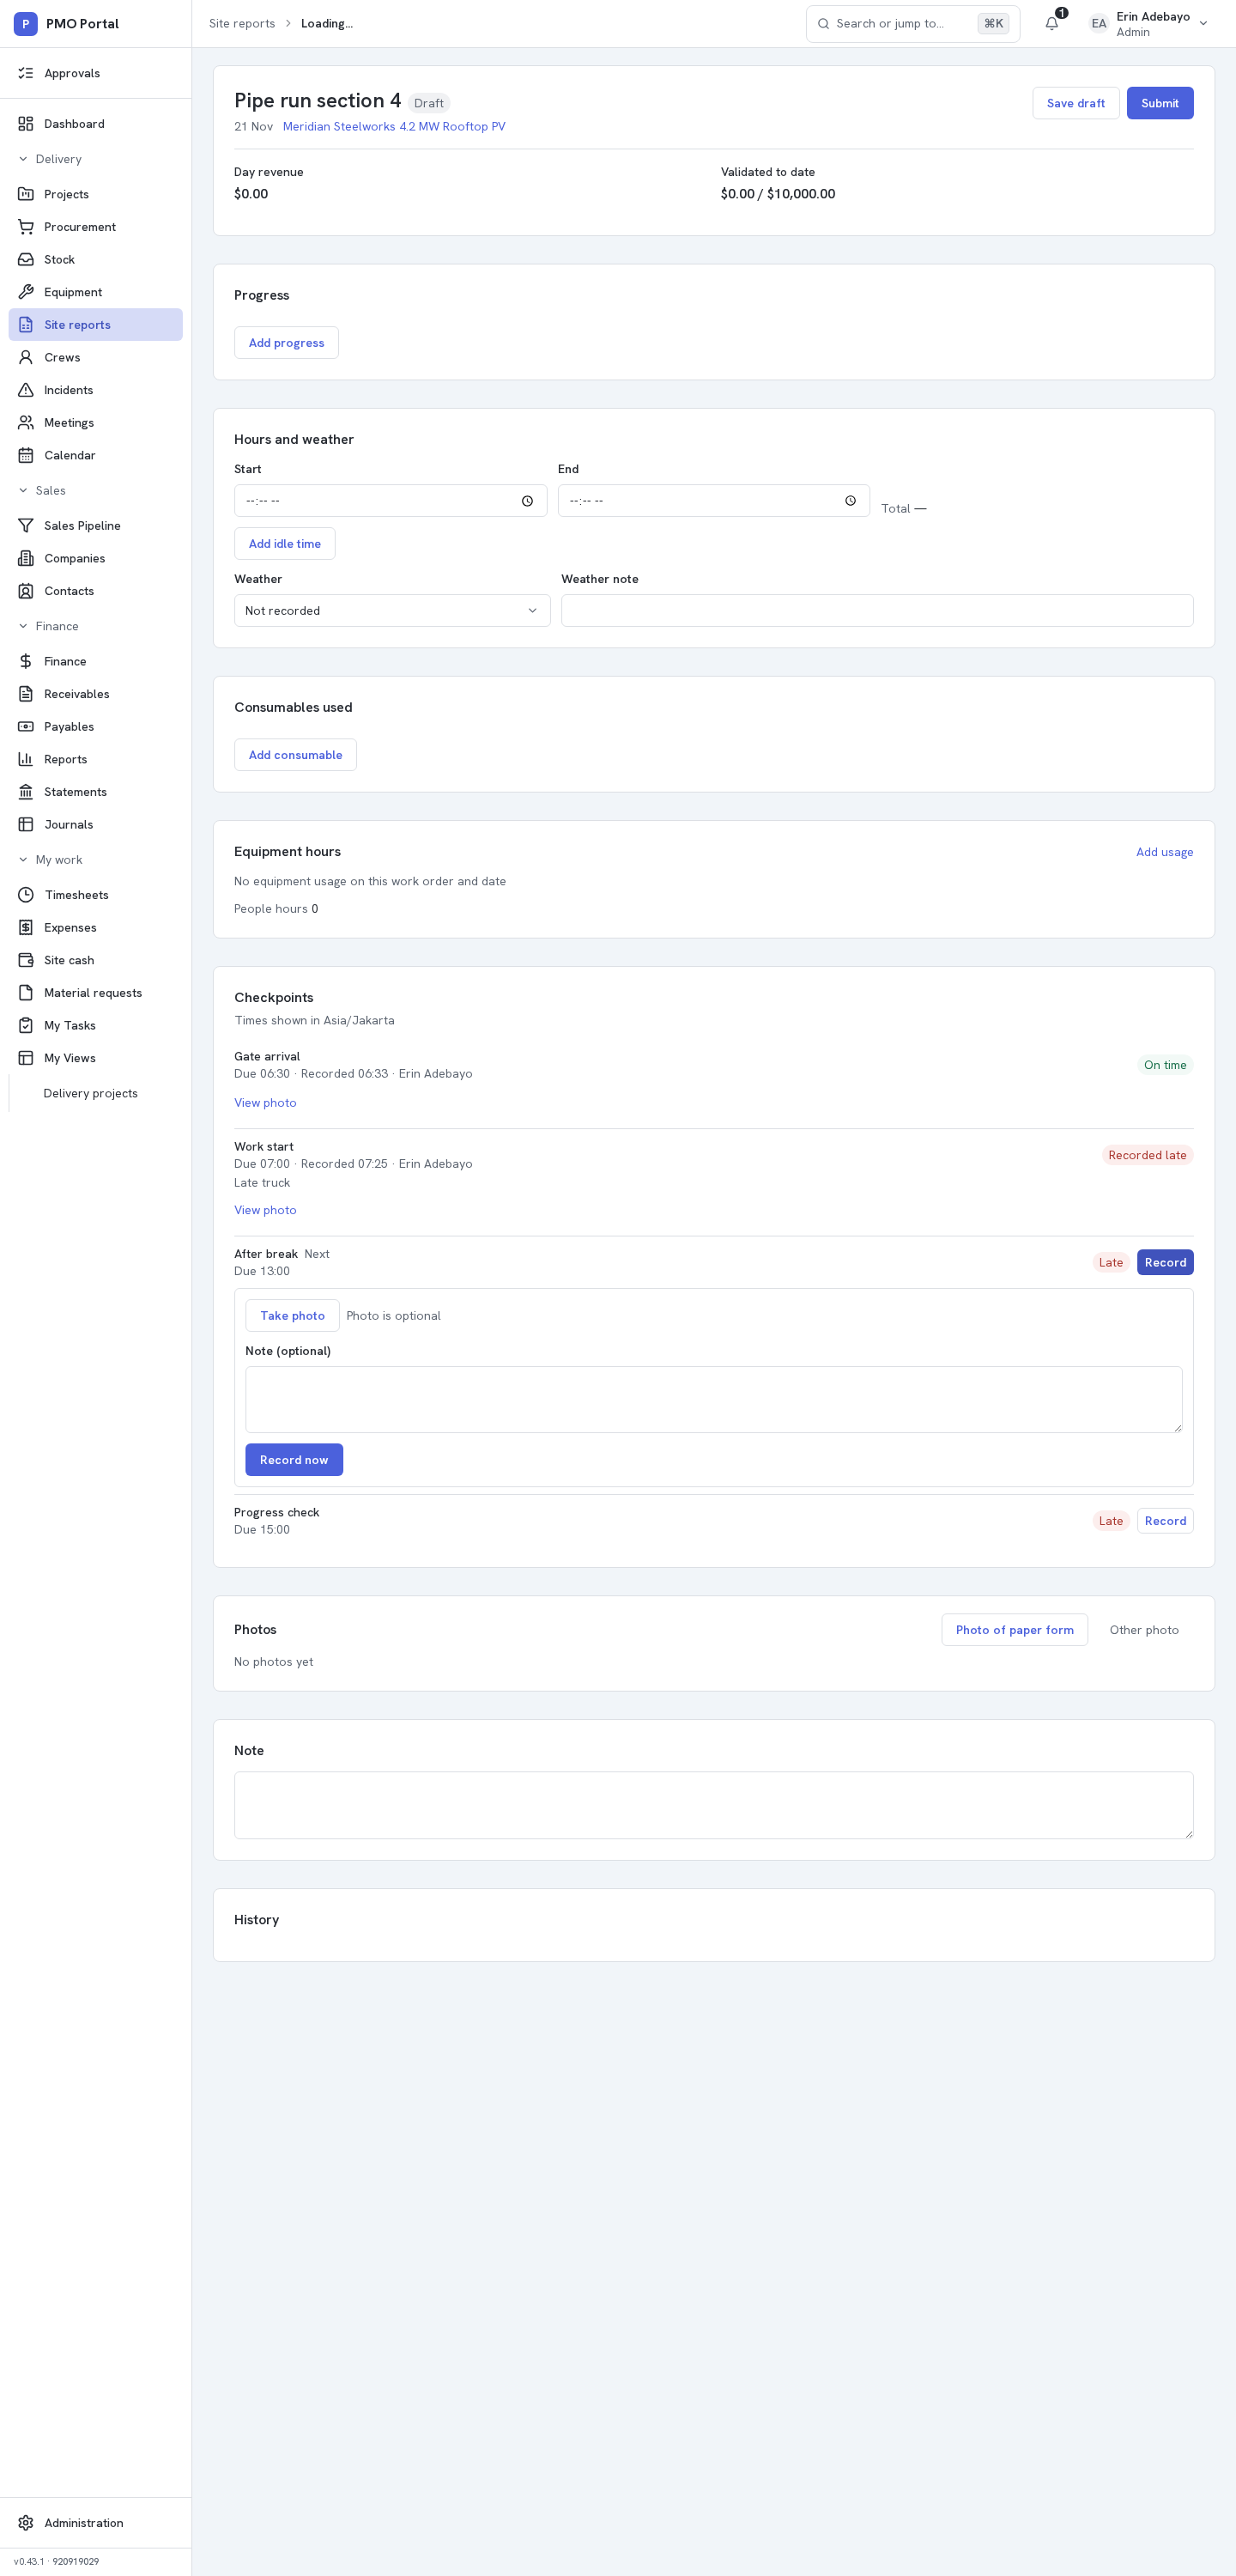 P PMO Portal
Site reports > Loading...
Search or jump to... ⌘K
1
EA Erin Adebayo
Admin
Approvals
Dashboard
Delivery
Projects
Procurement
Stock
Equipment
Site reports
Crews
Incidents
Meetings
Calendar
Sales
Sales Pipeline
Companies
Contacts
Finance
Finance
Receivables
Payables
Reports
Statements
Journals
My work
Timesheets
Expenses
Site cash
Material requests
My Tasks
My Views
Delivery projects
Administration
v0.43.1 · 920919029
Pipe run section 4 Draft
Save draft Submit
21 Nov Meridian Steelworks 4.2 MW Rooftop PV
Day revenue Validated to date
$0.00 $0.00 / $10,000.00
Progress
Add progress
Hours and weather
Start End
--:-- -- --:-- -- Total —
Add idle time
Weather Weather note
Not recorded
Consumables used
Add consumable
Equipment hours Add usage
No equipment usage on this work order and date
People hours 0
Checkpoints
Times shown in Asia/Jakarta
Gate arrival
Due 06:30 · Recorded 06:33 · Erin Adebayo
On time
View photo
Work start
Due 07:00 · Recorded 07:25 · Erin Adebayo
Recorded late
Late truck
View photo
After break Next
Due 13:00
Late Record
Take photo Photo is optional
Note (optional)
Record now
Progress check
Due 15:00
Late Record
Photos Photo of paper form Other photo
No photos yet
Note
History